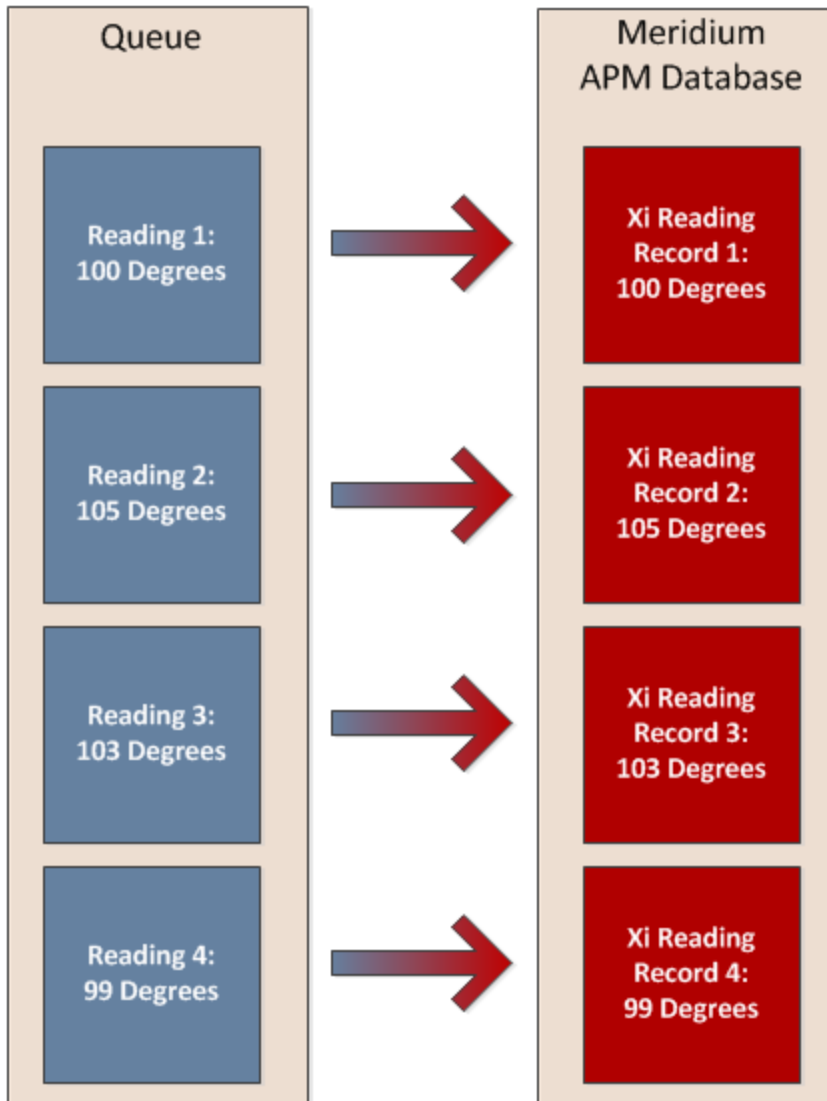 Queue
Meridium
APM Database
Reading 1:
100 Degrees
Xi Reading
Record 1:
100 Degrees
Reading 2:
105 Degrees
Xi Reading
Record 2:
105 Degrees
Reading 3:
103 Degrees
Xi Reading
Record 3:
103 Degrees
Reading 4:
99 Degrees
Xi Reading
Record 4:
99 Degrees